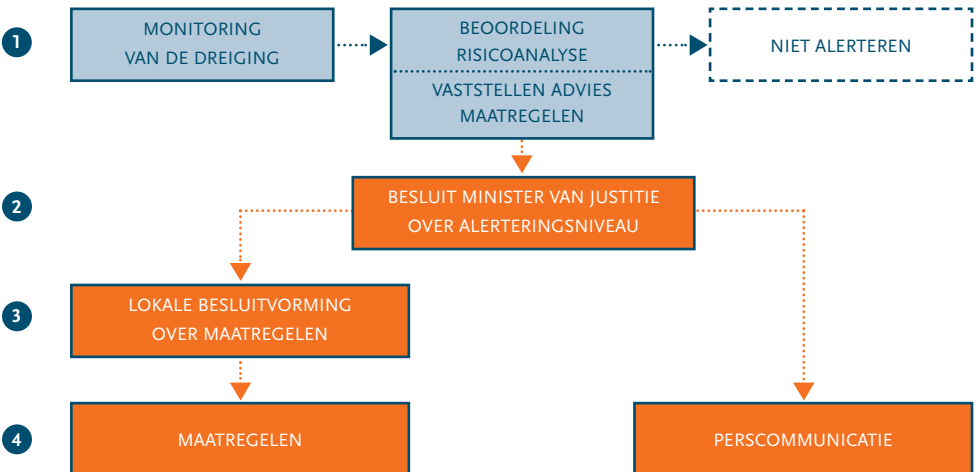 1
MONITORING
VAN DE DREIGING
BEOORDELING
RISICOANALYSE
VASTSTELLEN ADVIES
MAATREGELEN
NIET ALERTEREN
2
BESLUIT MINISTER VAN JUSTITIE
OVER ALERTERINGSNIVEAU
3
LOKALE BESLUITVORMING
OVER MAATREGELEN
4
MAATREGELEN
PERSCOMMUNICATIE